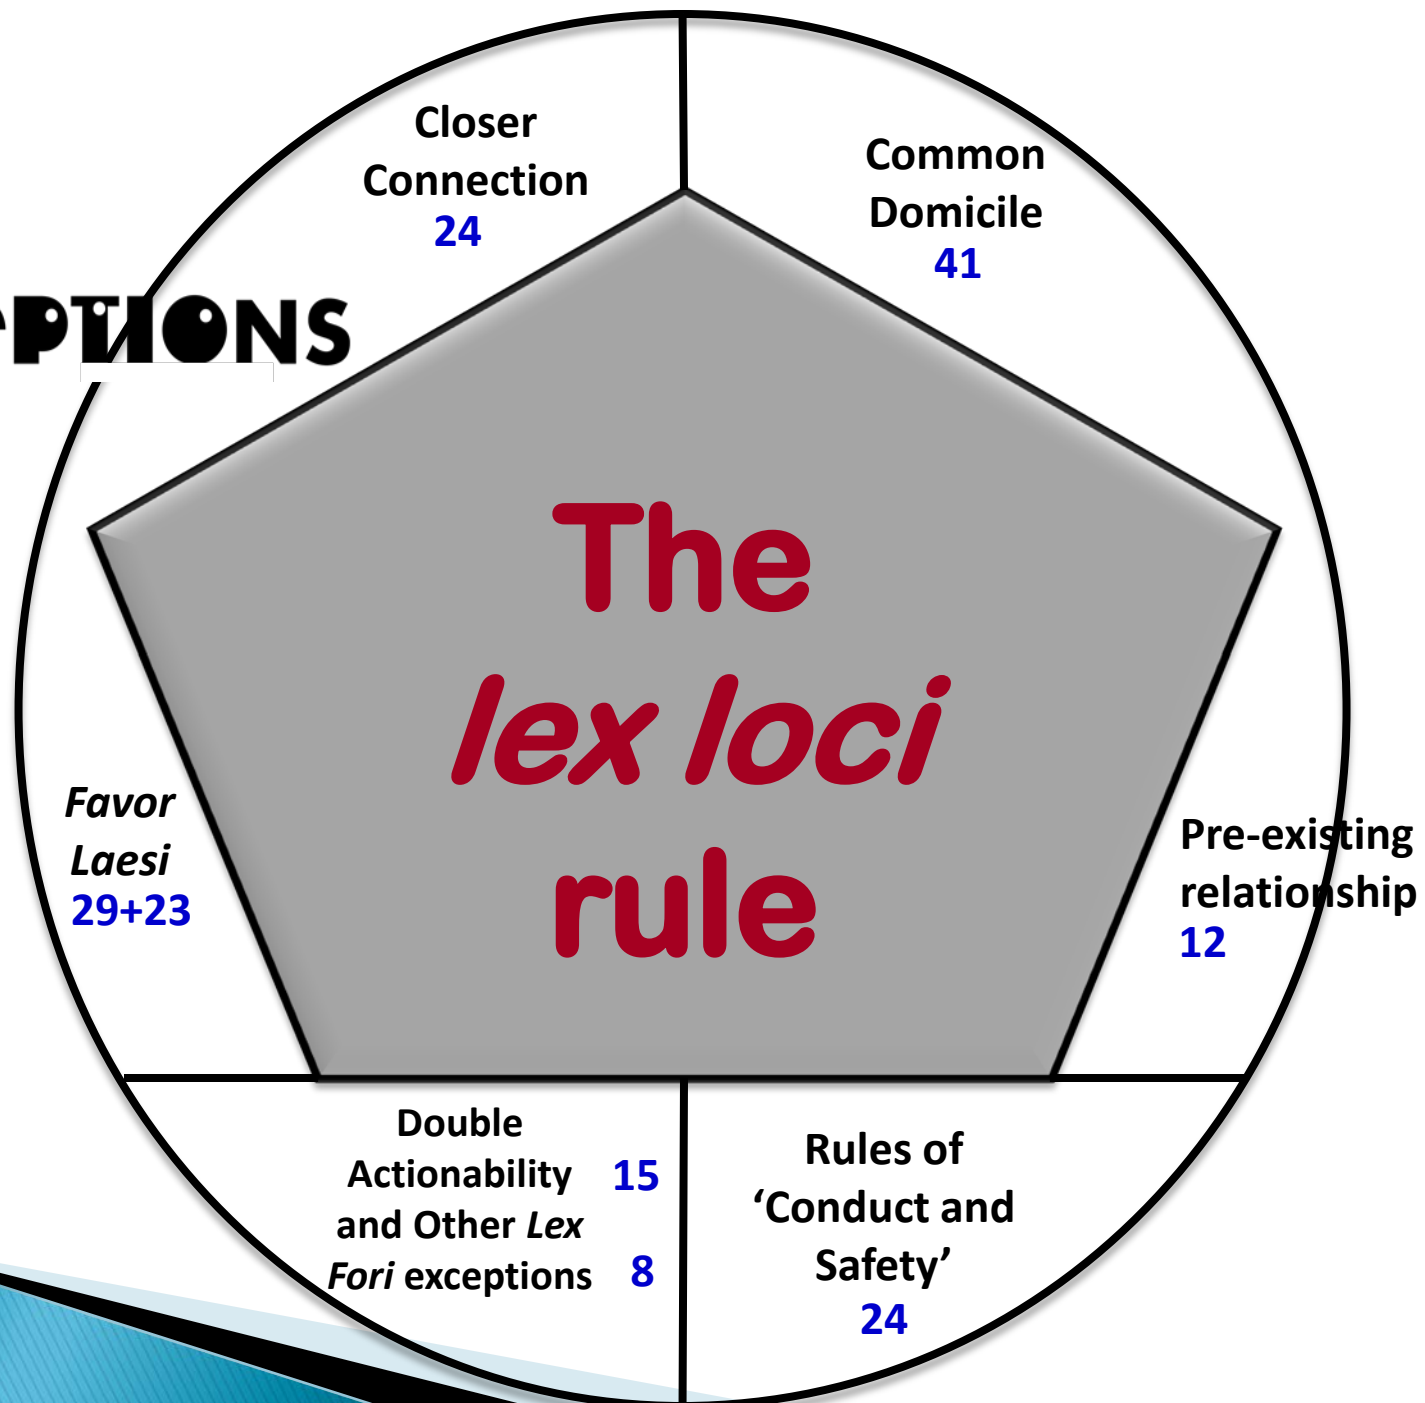 Closer
Connection
24
Common
Domicile
41
PTIONS
The
lex loci
rule
Favor
Laesi
29+23
Pre-existing
relationship
12
Double
Actionability 15
and Other Lex
Fori exceptions 8
Rules of
‘Conduct and
Safety’
24